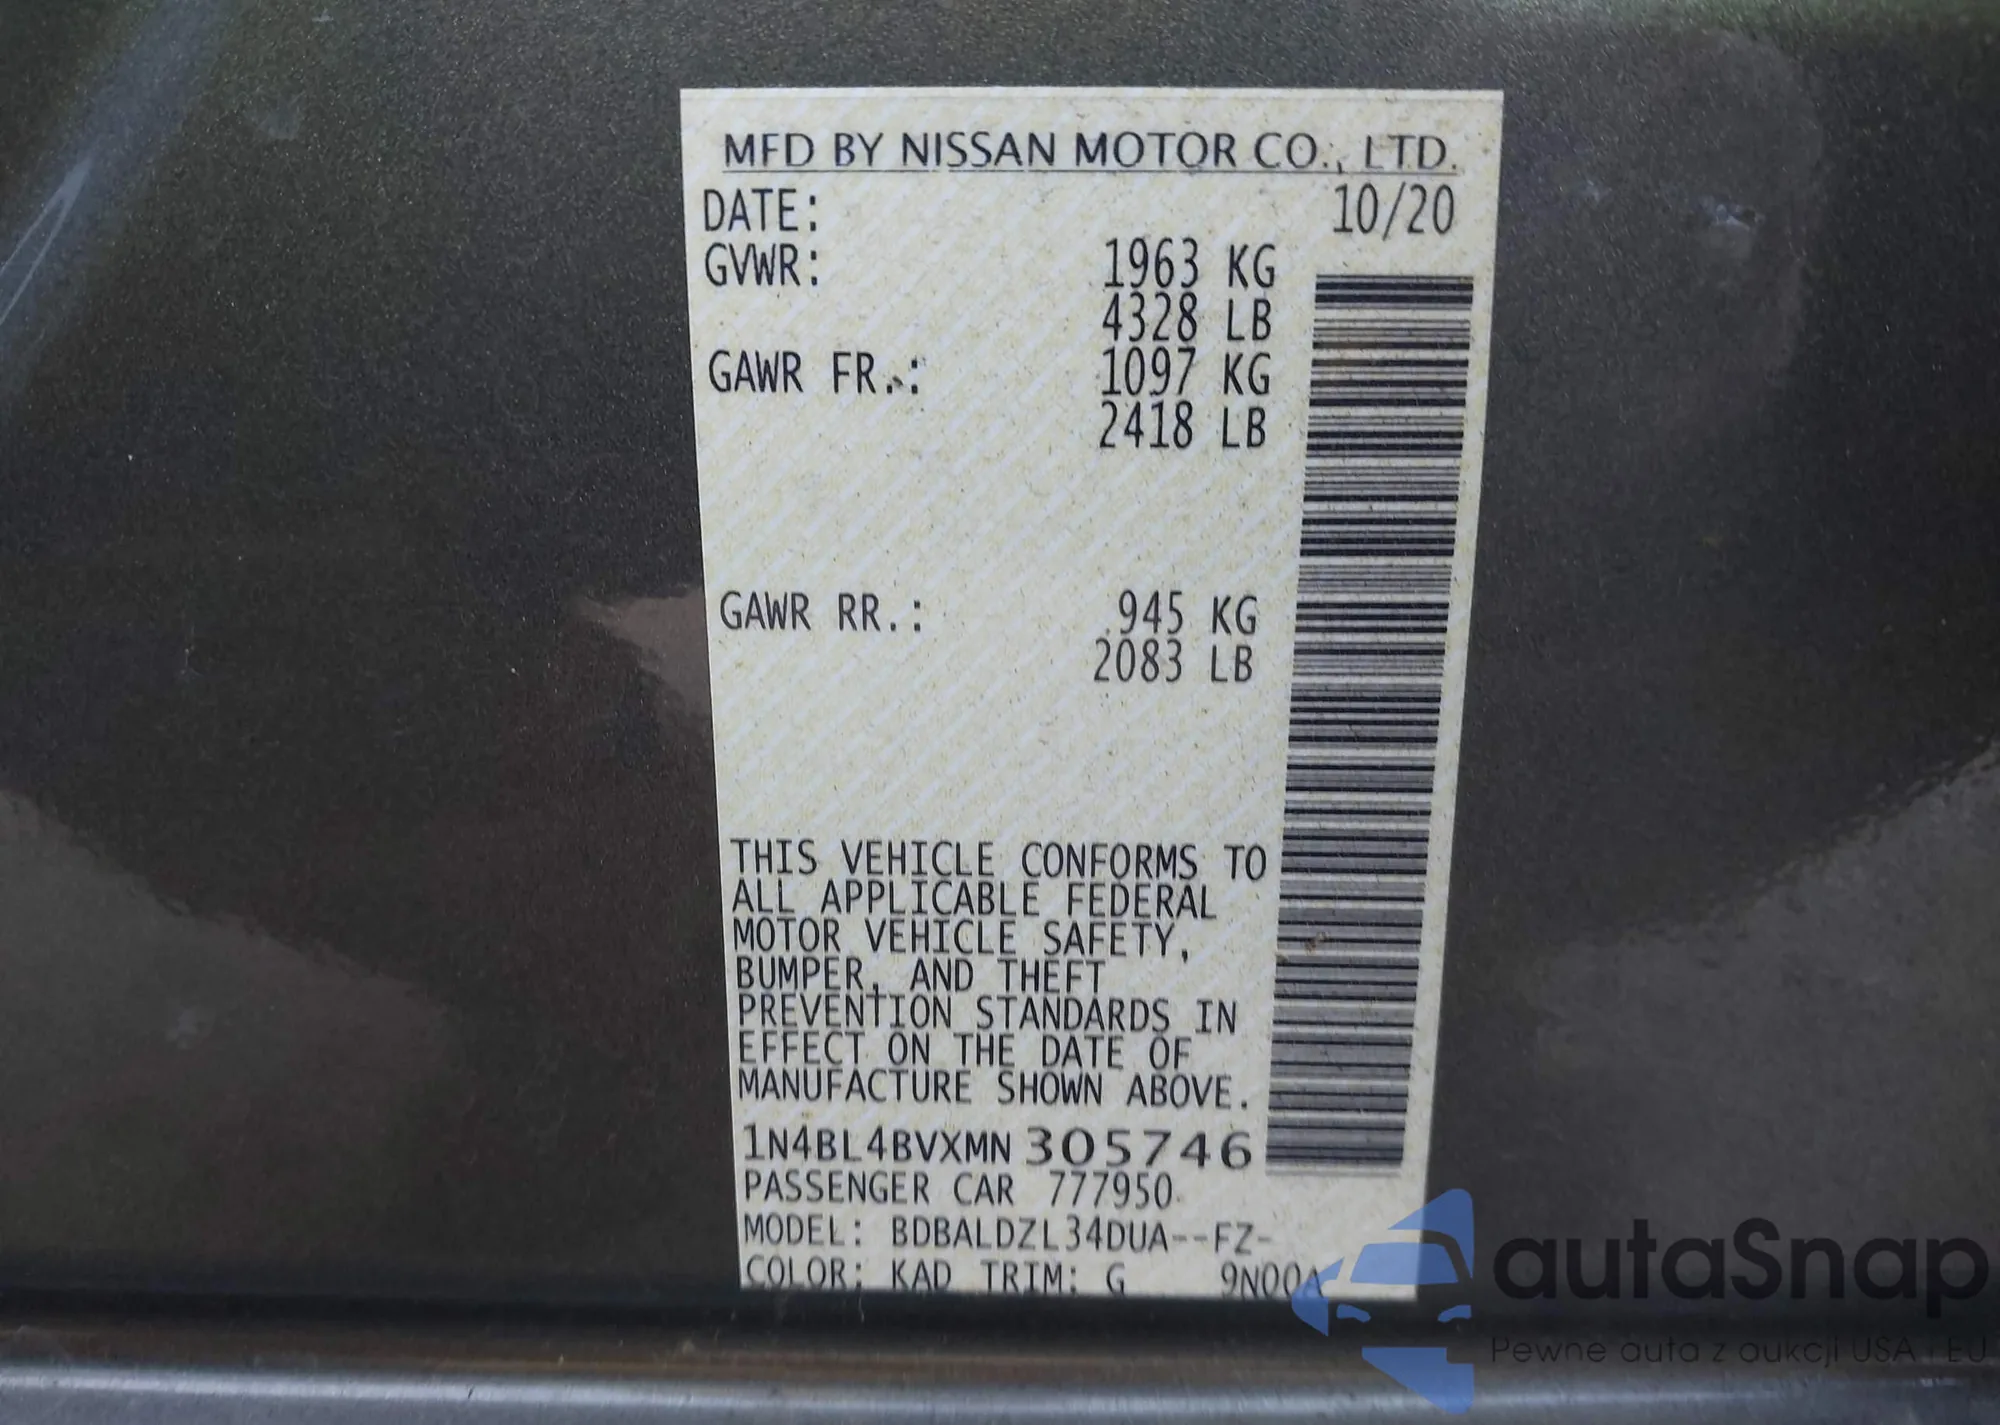 MFD BY NISSAN MOTOR CO., LTD.
DATE: 10/20
GVWR: 1963 KG
4328 LB
GAWR FR.: 1097 KG
2418 LB
GAWR RR.: 945 KG
2083 LB
THIS VEHICLE CONFORMS TO
ALL APPLICABLE FEDERAL
MOTOR VEHICLE SAFETY,
BUMPER, AND THEFT
PREVENTION STANDARDS IN
EFFECT ON THE DATE OF
MANUFACTURE SHOWN ABOVE.
1N4BL4BVXMN305746
PASSENGER CAR 777950
MODEL: BDBALDZL34DUA--FZ-
COLOR: KAD TRIM: G 9N00A
autaSnap
Pewne auta z aukcji USA i EU